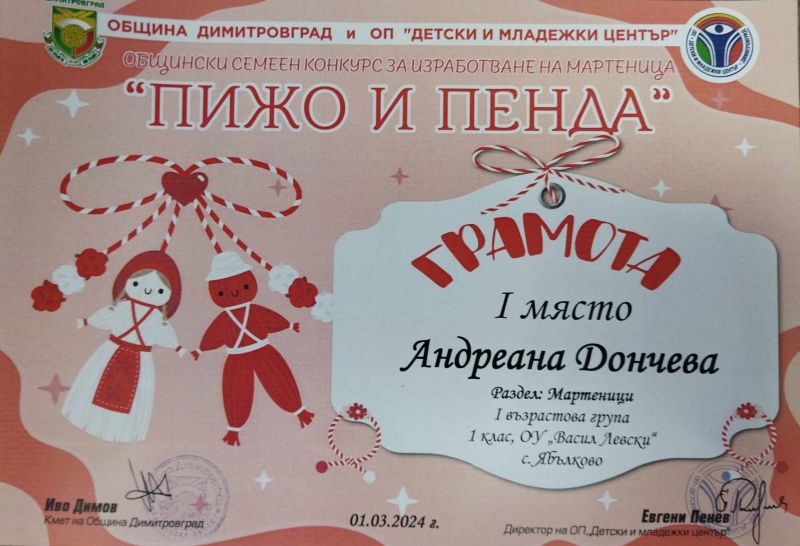 ДИМИТРОВГРАД
ОБЩИНА ДИМИТРОВГРАД и ОП "ДЕТСКИ И МЛАДЕЖКИ ЦЕНТЪР"
ОБЩИНСКИ СЕМЕЕН КОНКУРС ЗА ИЗРАБОТВАНЕ НА МАРТЕНИЦА
“ПИЖО И ПЕНДА”
ГРАМОТА
I място
Андреана Дончева
Раздел: Мартеници
I възрастова група
1 клас, ОУ „Васил Левски“
с. Ябълково
Иво Димов
Кмет на Община Димитровград
01.03.2024 г.
Евгени Пенев
Директор на ОП „Детски и младежки център“